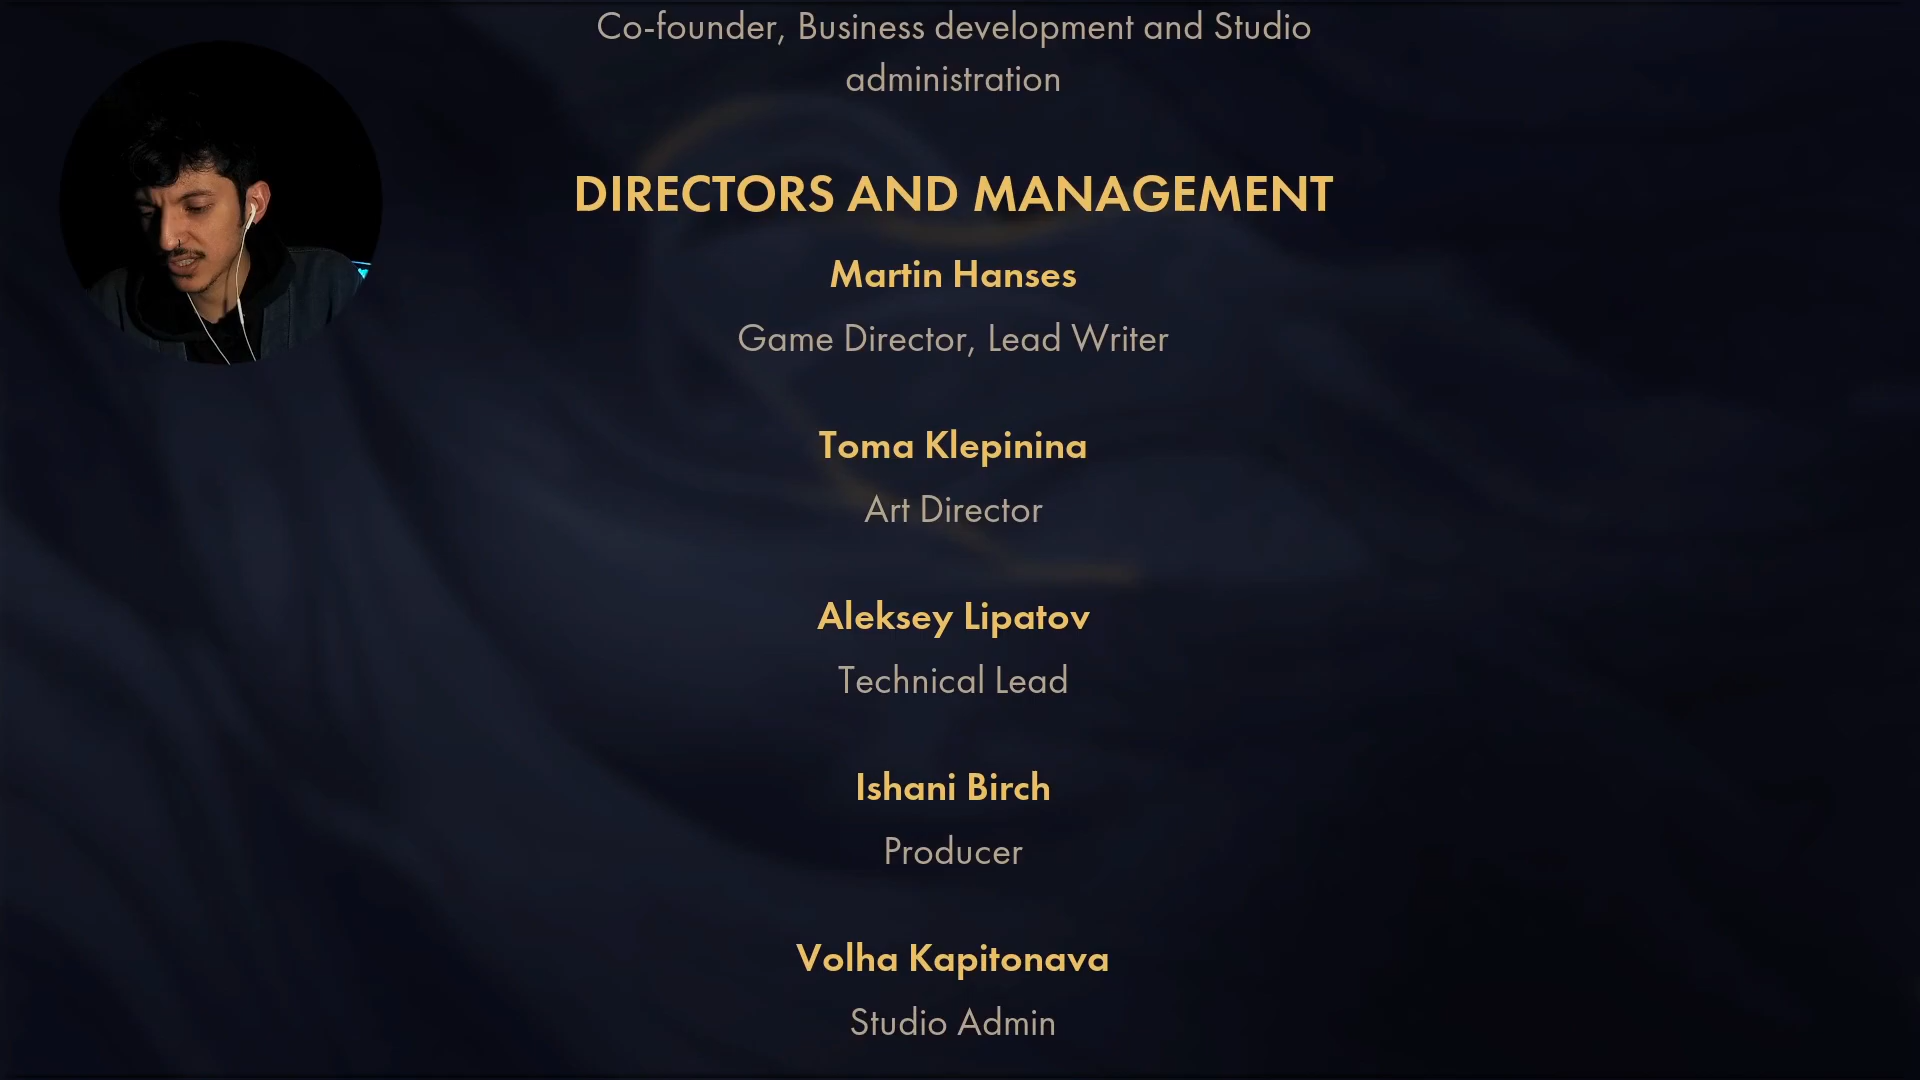 Co-founder, Business development and Studio
administration
DIRECTORS AND MANAGEMENT
Martin Hanses
Game Director, Lead Writer
Toma Klepinina
Art Director
Aleksey Lipatov
Technical Lead
Ishani Birch
Producer
Volha Kapitonava
Studio Admin